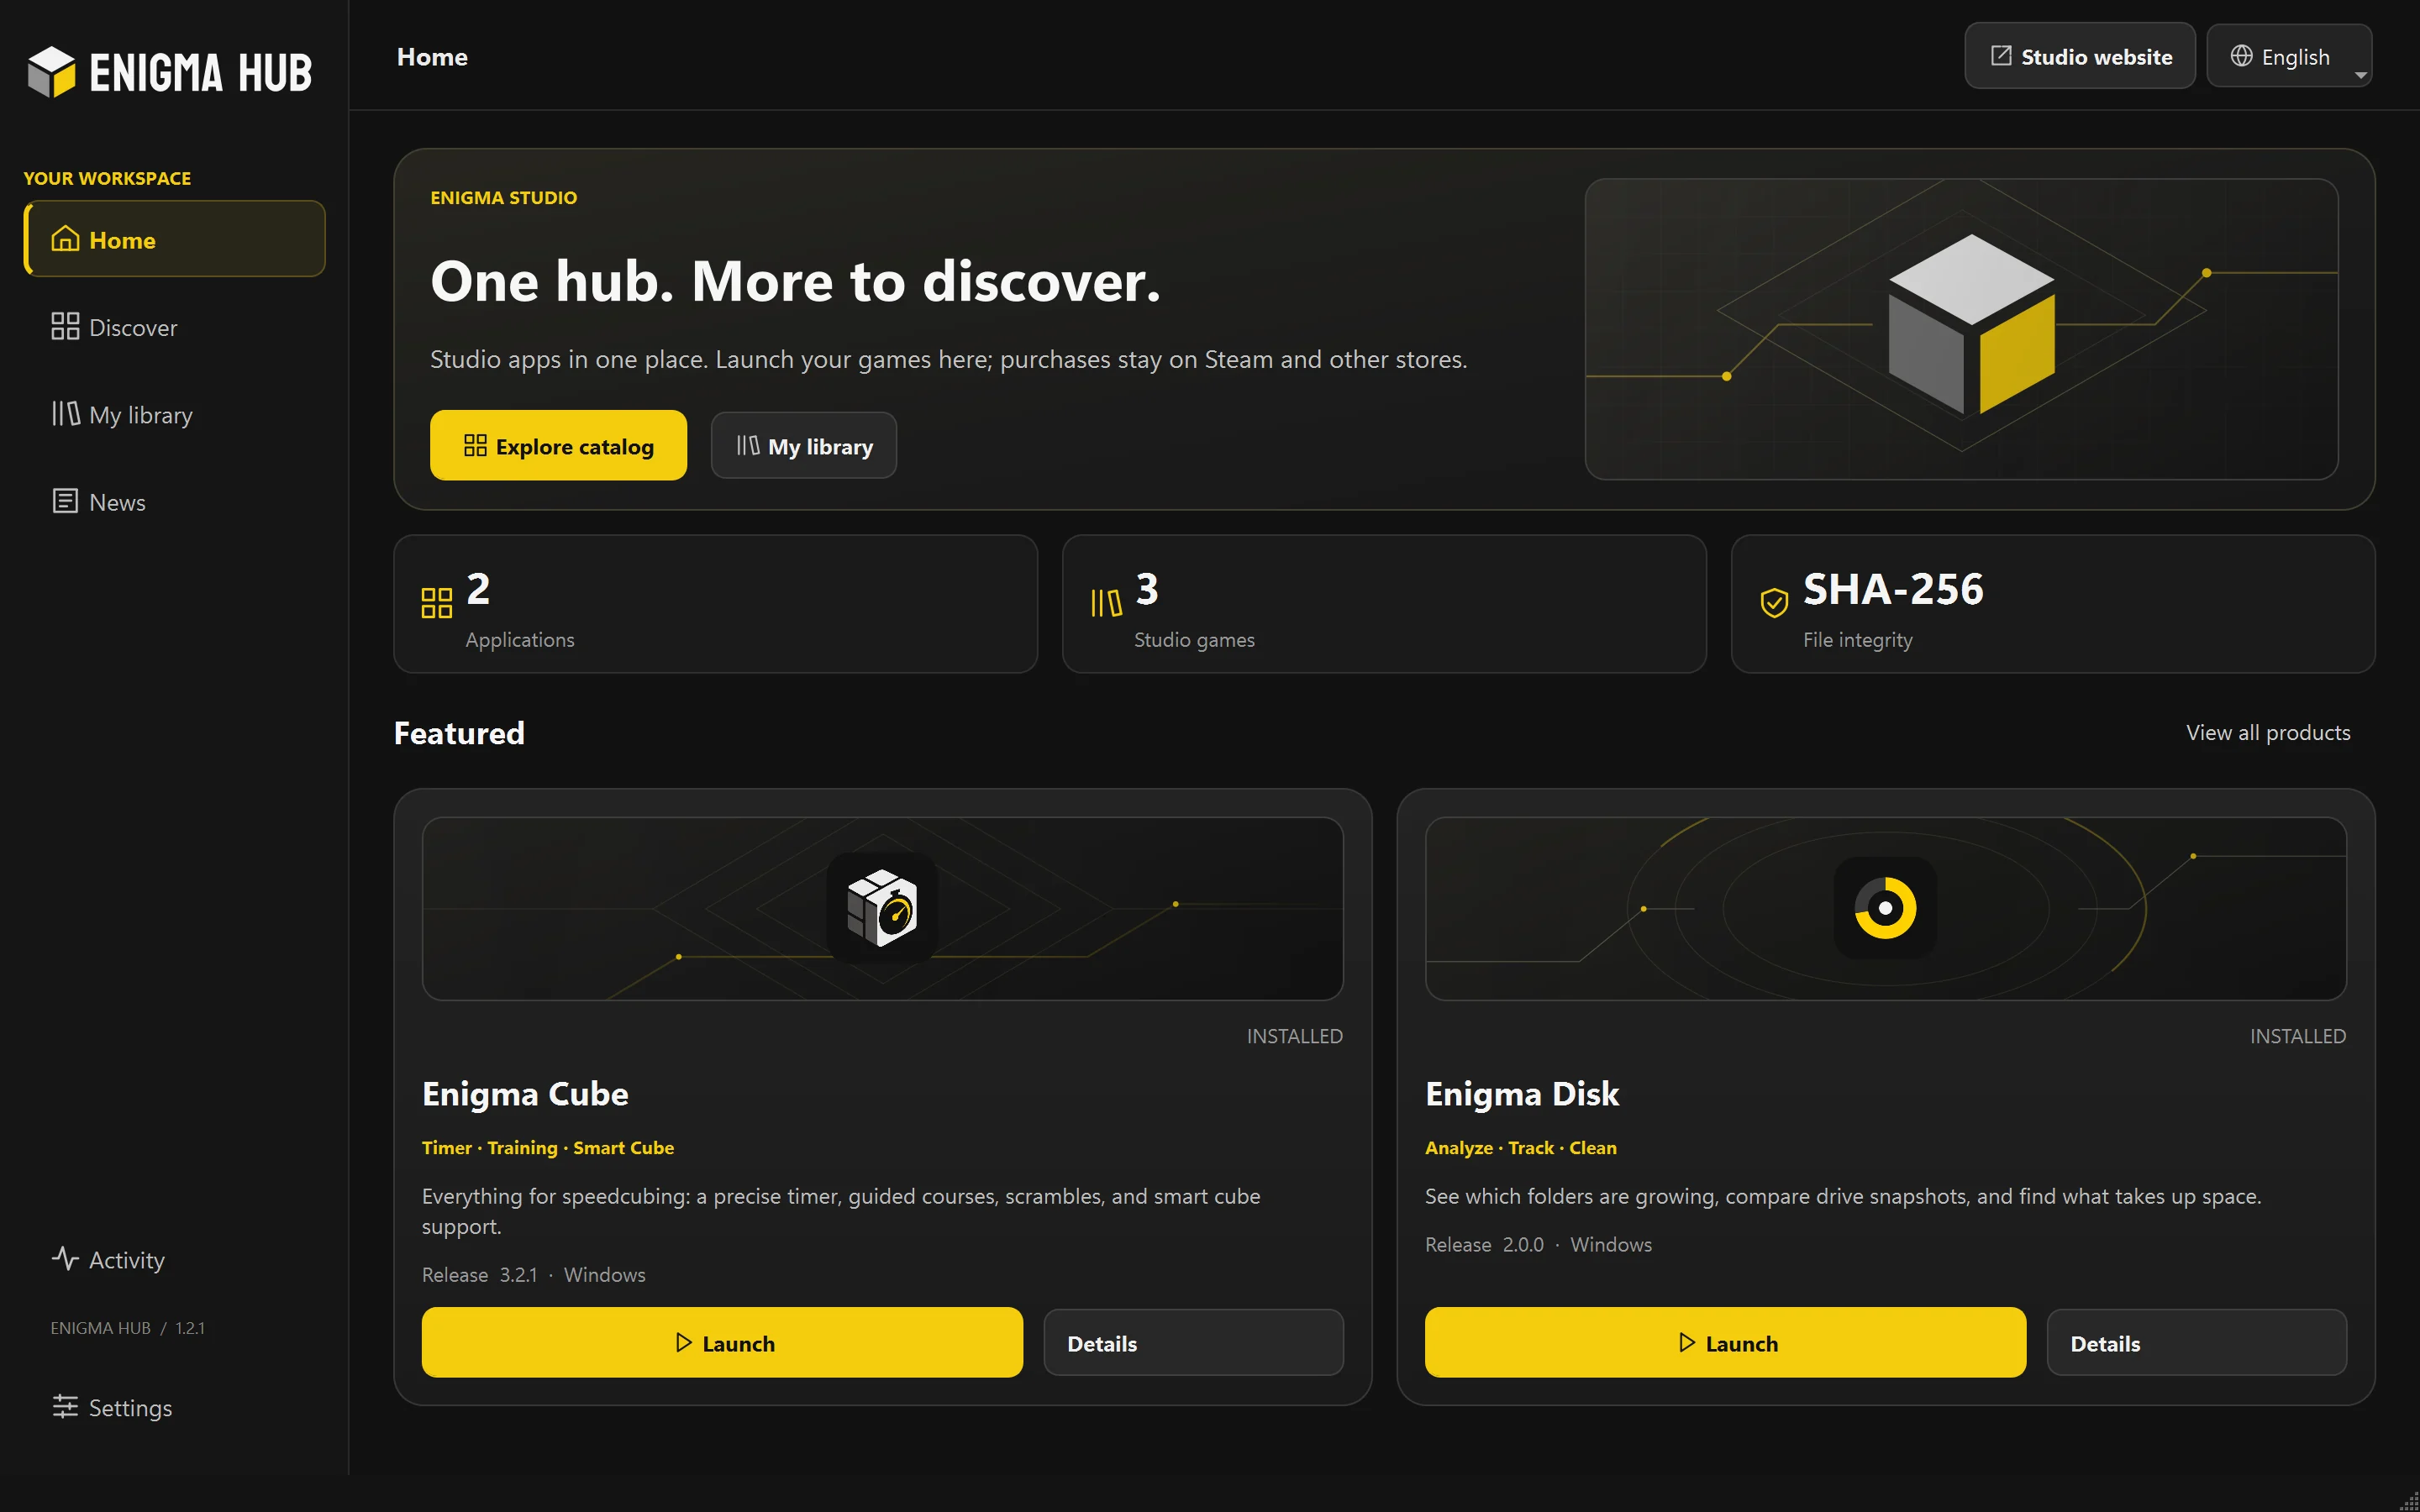 ENIGMA HUB
YOUR WORKSPACE
Home
Discover
My library
News
Activity
ENIGMA HUB / 1.2.1
Settings
Home
Studio website
English
ENIGMA STUDIO
One hub. More to discover.
Studio apps in one place. Launch your games here; purchases stay on Steam and other stores.
Explore catalog
My library
2
Applications
3
Studio games
SHA-256
File integrity
Featured
View all products
INSTALLED
Enigma Cube
Timer · Training · Smart Cube
Everything for speedcubing: a precise timer, guided courses, scrambles, and smart cube
support.
Release 3.2.1 · Windows
Launch
Details
INSTALLED
Enigma Disk
Analyze · Track · Clean
See which folders are growing, compare drive snapshots, and find what takes up space.
Release 2.0.0 · Windows
Launch
Details